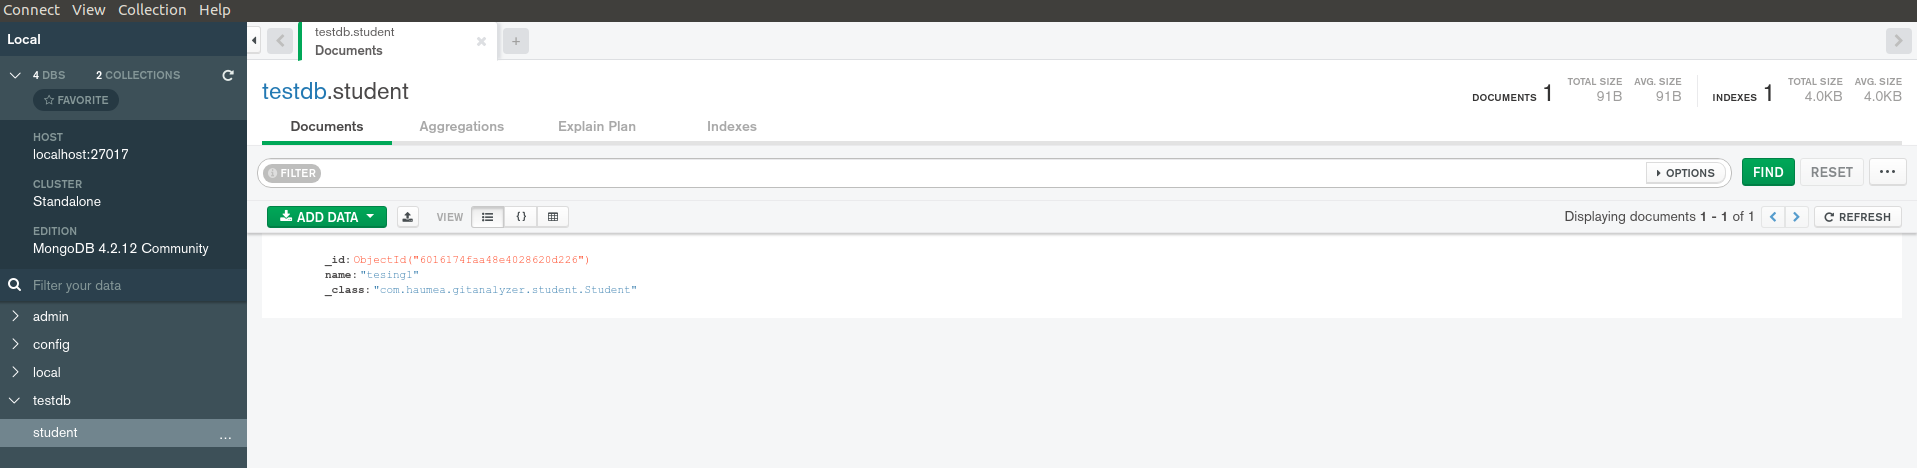 Connect View Collection Help
Local
4 DBS 2 COLLECTIONS
FAVORITE
HOST
localhost:27017
CLUSTER
Standalone
EDITION
MongoDB 4.2.12 Community
Filter your data
admin
config
local
testdb
student ...
testdb.student
Documents
testdb.student
DOCUMENTS 1 TOTAL SIZE 91B AVG. SIZE 91B INDEXES 1 TOTAL SIZE 4.0KB AVG. SIZE 4.0KB
Documents Aggregations Explain Plan Indexes
FILTER OPTIONS FIND RESET ...
ADD DATA VIEW {} Displaying documents 1 - 1 of 1 REFRESH
_id: ObjectId("6016174faa48e4028620d226")
name: "tesing1"
_class: "com.haumea.gitanalyzer.student.Student"